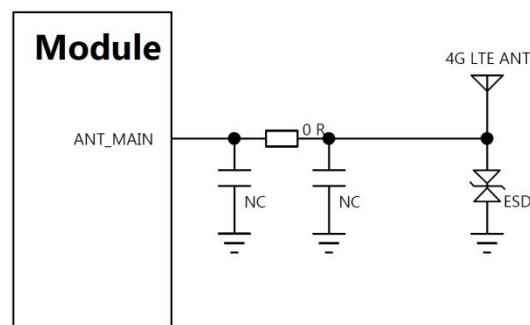 Module
4G LTE ANT
0 R
ANT_MAIN
NC
NC
ESD